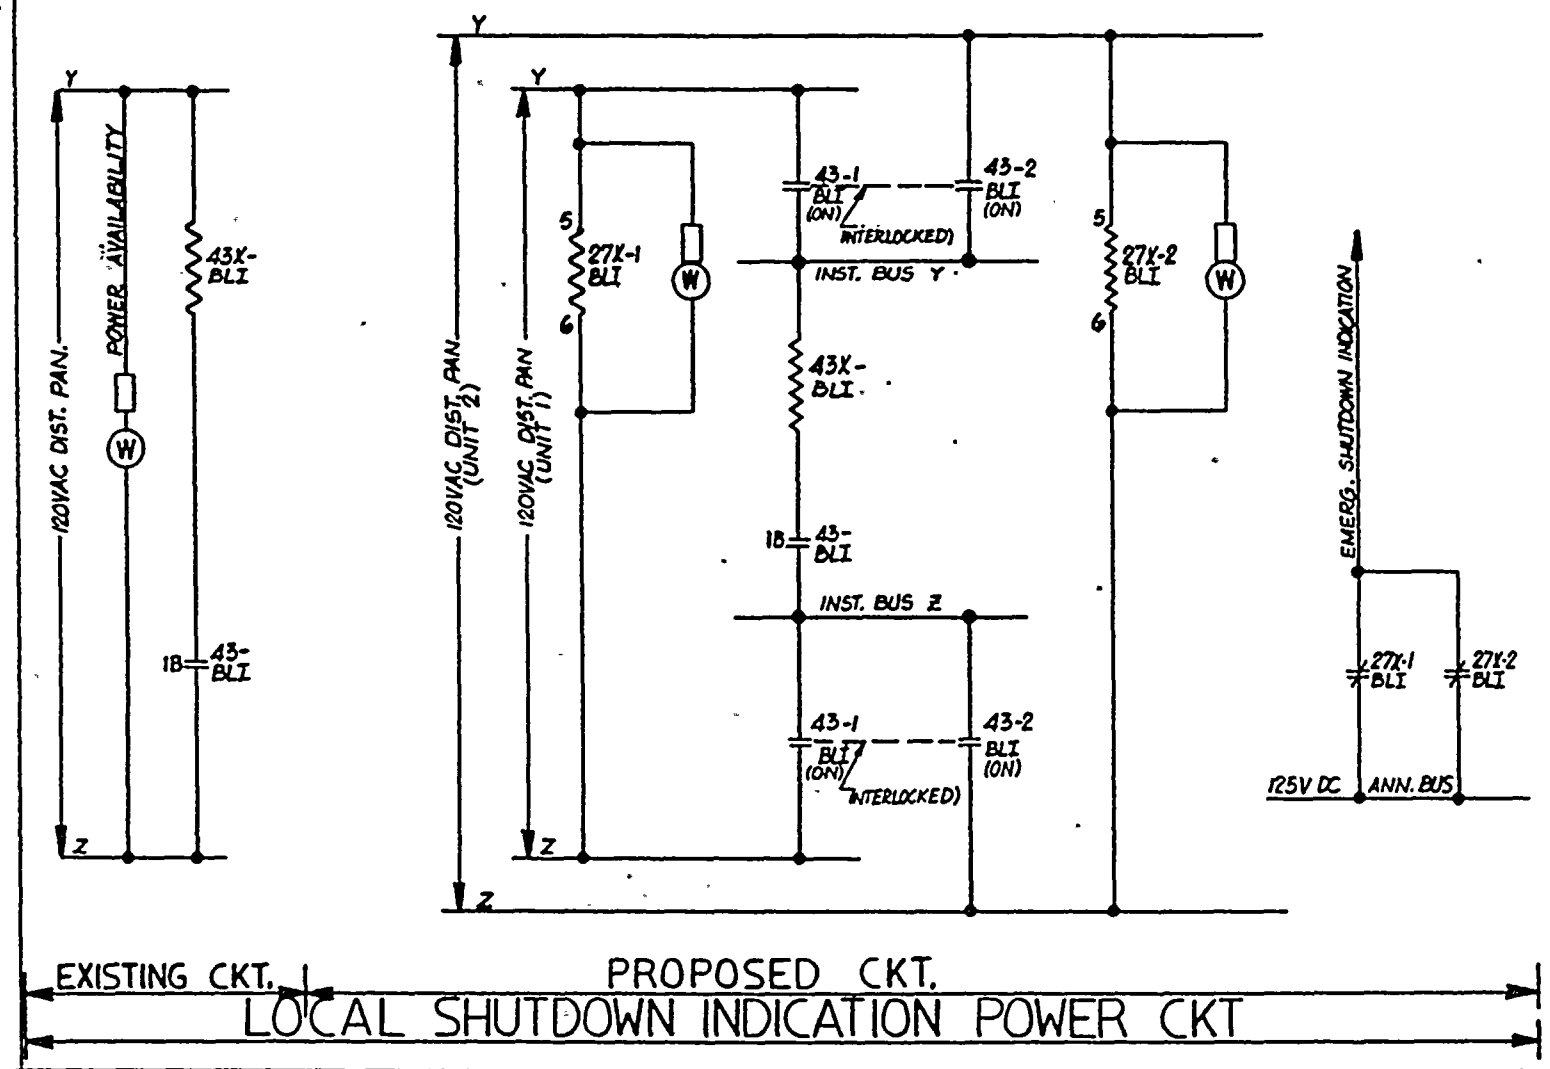 Y
120VAC DIST. PAN.
POWER AVAILABILITY
W
43X-
BLI
1B
43-
BLI
Z
Y
120VAC DIST. PAN
(UNIT 2)
Z
Y
120VAC DIST. PAN
(UNIT 1)
Z
5
27X-1
BLI
6
W
43-1
BLI
(ON)
INTERLOCKED)
43-2
BLI
(ON)
INST. BUS Y
43X-
BLI
1B
43-
BLI
INST. BUS Z
43-1
BLI
(ON)
INTERLOCKED)
43-2
BLI
(ON)
5
27X-2
BLI
6
W
EMERG. SHUTDOWN INDICATION
27X-1
BLI
27X-2
BLI
125V DC ANN. BUS
EXISTING CKT.
PROPOSED CKT.
LOCAL SHUTDOWN INDICATION POWER CKT